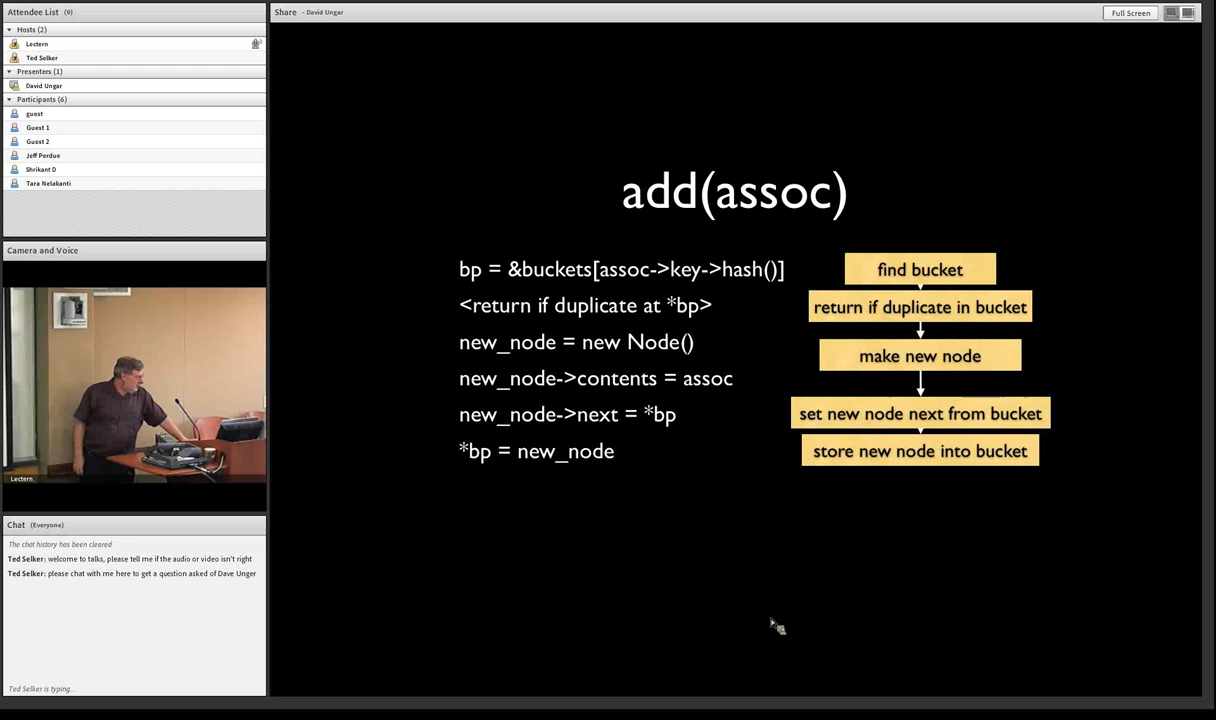 Attendee List (9)
Hosts (2)
Lectern
Ted Selker
Presenters (1)
David Ungar
Participants (6)
guest
Guest 1
Guest 2
Jeff Perdue
Shrikant D
Tara Nelakanti
Camera and Voice
Lectern
Chat (Everyone)
The chat history has been cleared
Ted Selker: welcome to talks, please tell me if the audio or video isn't right
Ted Selker: please chat with me here to get a question asked of Dave Unger
Ted Selker is typing...
Share - David Ungar
Full Screen
add(assoc)
bp = &buckets[assoc->key->hash()]
<return if duplicate at *bp>
new_node = new Node()
new_node->contents = assoc
new_node->next = *bp
*bp = new_node
find bucket
return if duplicate in bucket
make new node
set new node next from bucket
store new node into bucket